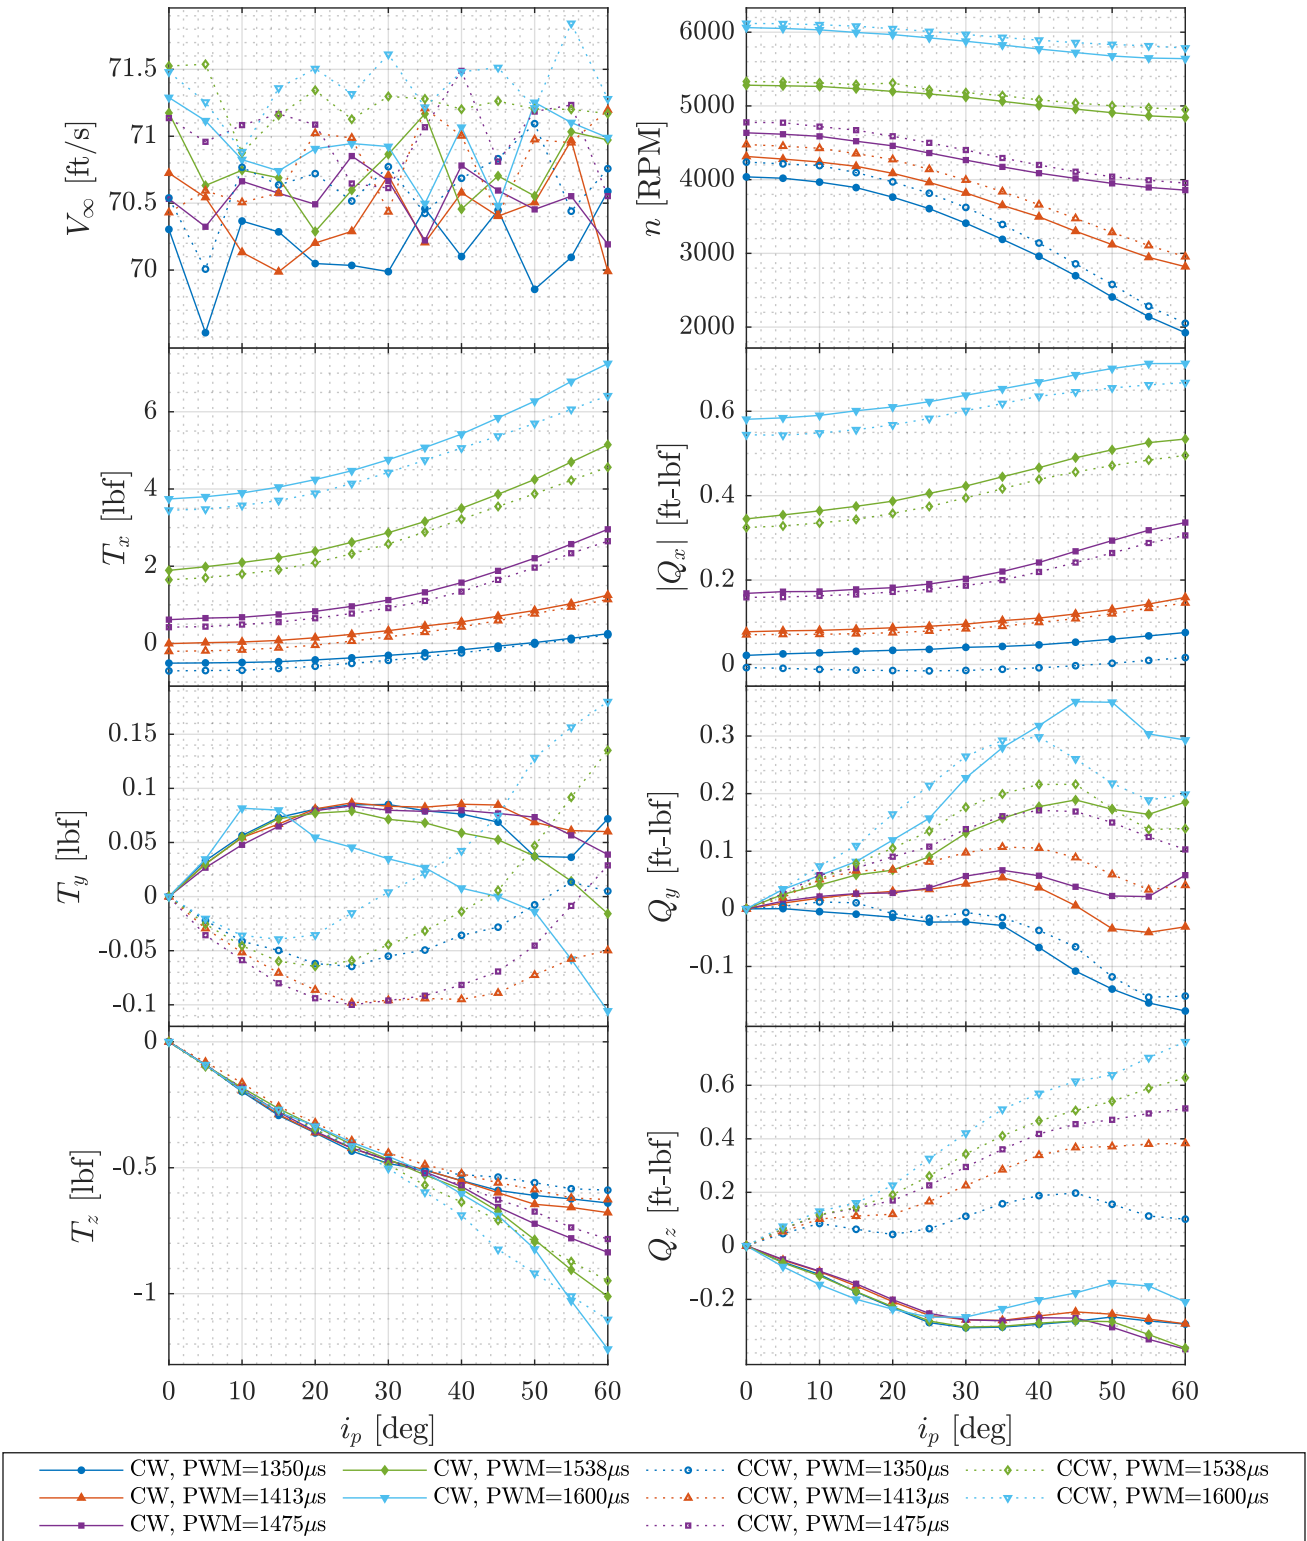 71.5
71
70.5
70
V∞ [ft/s]
6000
5000
4000
3000
2000
n [RPM]
6
4
2
0
Tx [lbf]
0.6
0.4
0.2
0
|Qx| [ft-lbf]
0.15
0.1
0.05
0
-0.05
-0.1
Ty [lbf]
0.3
0.2
0.1
0
-0.1
Qy [ft-lbf]
0
-0.5
-1
Tz [lbf]
0.6
0.4
0.2
0
-0.2
Qz [ft-lbf]
0 10 20 30 40 50 60
ip [deg]
0 10 20 30 40 50 60
ip [deg]
CW, PWM=1350μs CW, PWM=1538μs CCW, PWM=1350μs CCW, PWM=1538μs
CW, PWM=1413μs CW, PWM=1600μs CCW, PWM=1413μs CCW, PWM=1600μs
CW, PWM=1475μs CCW, PWM=1475μs